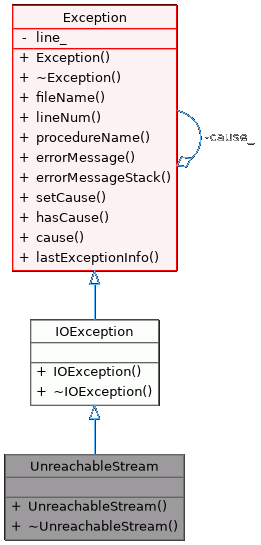 Exception
- line_
+ Exception()
+ ~Exception()
+ fileName()
+ lineNum()
+ procedureName()
+ errorMessage()
+ errorMessageStack()
+ setCause()
+ hasCause()
+ cause()
+ lastExceptionInfo()
-cause_
IOException
+ IOException()
+ ~IOException()
UnreachableStream
+ UnreachableStream()
+ ~UnreachableStream()